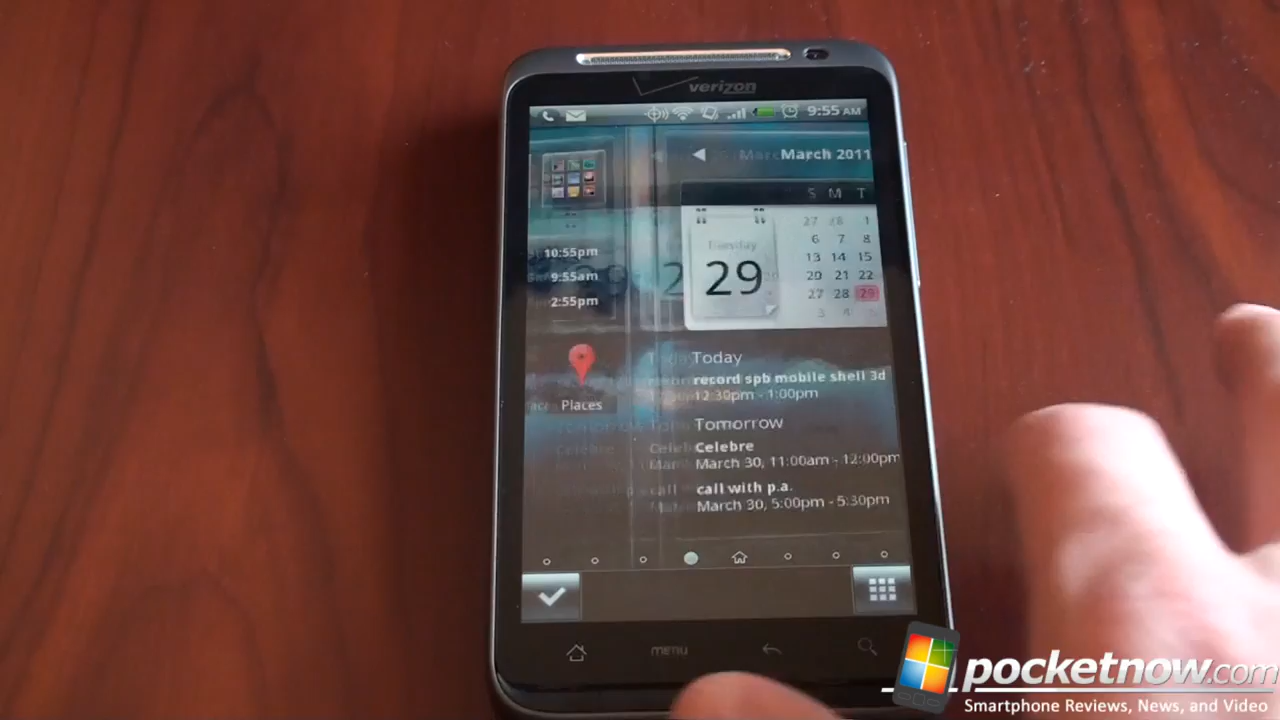 verizon
9:55 AM
March 2011
S M T
27 28 1
6 7 8
13 14 15
20 21 22
27 28 29
3 4
Tuesday
29
10:55pm
9:55am
2:55pm
Places
Today
record spb mobile shell 3d
12:30pm - 1:00pm
Tomorrow
Celebre
March 30, 11:00am - 12:00pm
call with p.a.
March 30, 5:00pm - 5:30pm
MENU
pocketnow.com
Smartphone Reviews, News, and Video